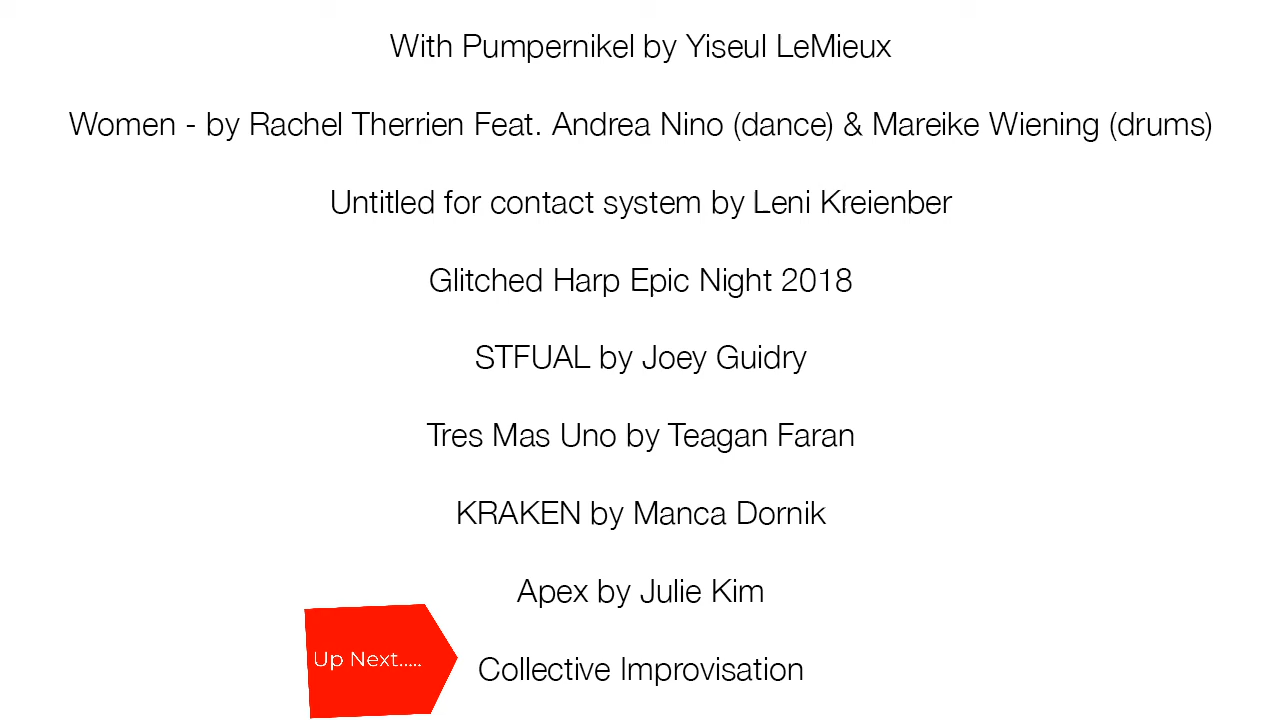 With Pumpernikel by Yiseul LeMieux
Women - by Rachel Therrien Feat. Andrea Nino (dance) & Mareike Wiening (drums)
Untitled for contact system by Leni Kreienber
Glitched Harp Epic Night 2018
STFUAL by Joey Guidry
Tres Mas Uno by Teagan Faran
KRAKEN by Manca Dornik
Apex by Julie Kim
Up Next.....
Collective Improvisation